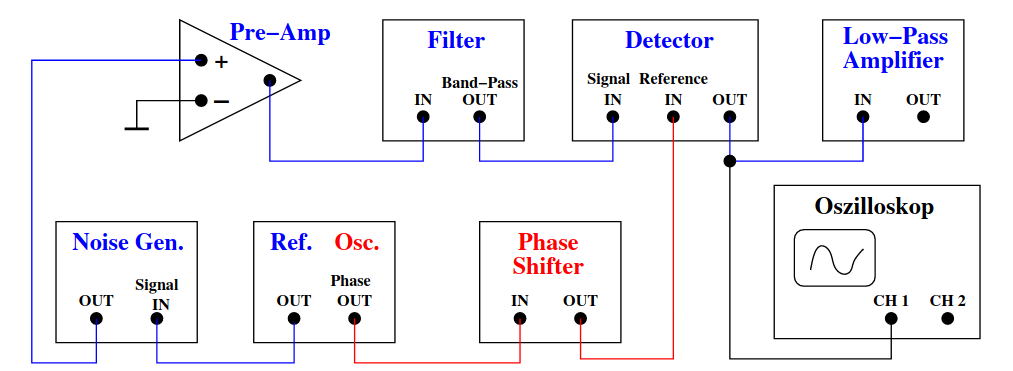 Pre−Amp
+
−
Filter
Band−Pass
IN OUT
Detector
Signal Reference
IN IN OUT
Low−Pass
Amplifier
IN OUT
Noise Gen.
Signal
OUT IN
Ref. Osc.
Phase
OUT OUT
Phase
Shifter
IN OUT
Oszilloskop
CH 1 CH 2